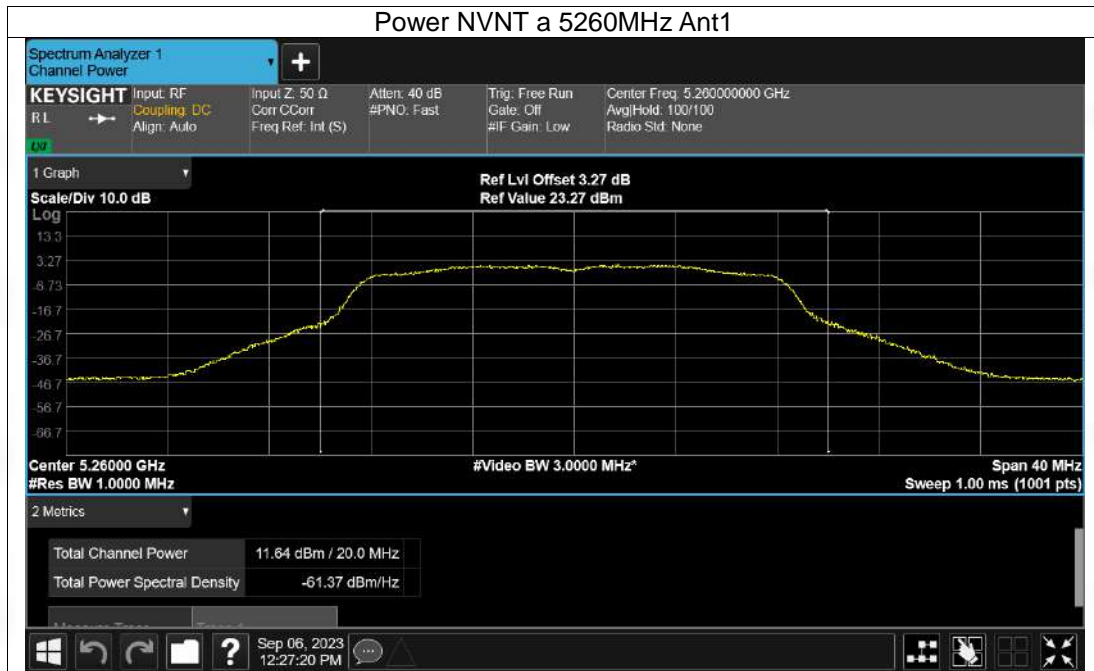 Power NVNT a 5260MHz Ant1
Spectrum Analyzer 1
Channel Power
KEYSIGHT
RL
LXI
Input: RF
Coupling: DC
Align: Auto
Input Z: 50 Ω
Corr CCorr
Freq Ref: Int (S)
Atten: 40 dB
#PNO: Fast
Trig: Free Run
Gate: Off
#IF Gain: Low
Center Freq: 5.260000000 GHz
Avg|Hold: 100/100
Radio Std: None
1 Graph
Scale/Div 10.0 dB
Ref Lvl Offset 3.27 dB
Ref Value 23.27 dBm
Log
13.3
3.27
-6.73
-16.7
-26.7
-36.7
-46.7
-56.7
-66.7
Center 5.26000 GHz
#Res BW 1.0000 MHz
#Video BW 3.0000 MHz*
Span 40 MHz
Sweep 1.00 ms (1001 pts)
2 Metrics
Total Channel Power 11.64 dBm / 20.0 MHz
Total Power Spectral Density -61.37 dBm/Hz
Sep 06, 2023
12:27:20 PM